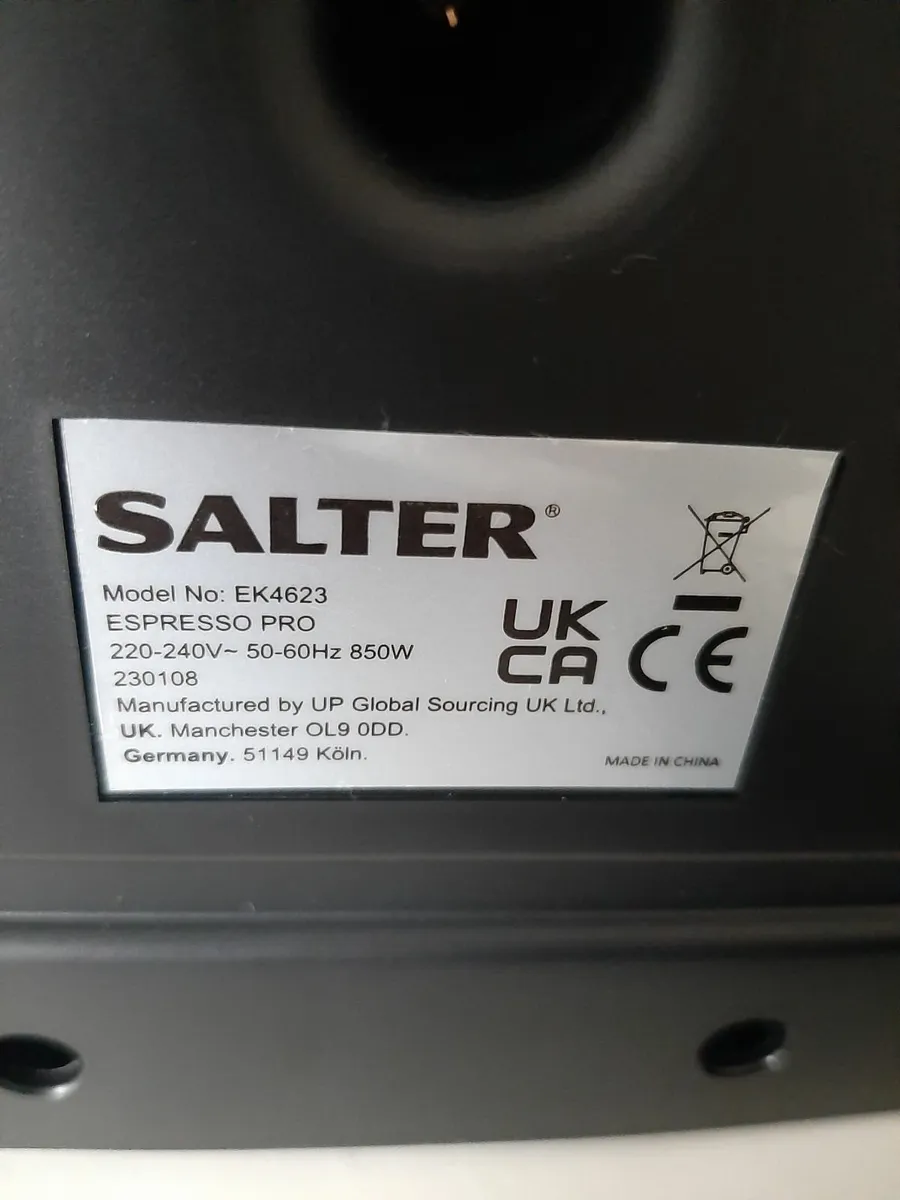 SALTER®
Model No: EK4623
ESPRESSO PRO
220-240V~ 50-60Hz 850W
230108
Manufactured by UP Global Sourcing UK Ltd.,
UK. Manchester OL9 0DD.
Germany. 51149 Köln.
UK
CA
CE
MADE IN CHINA